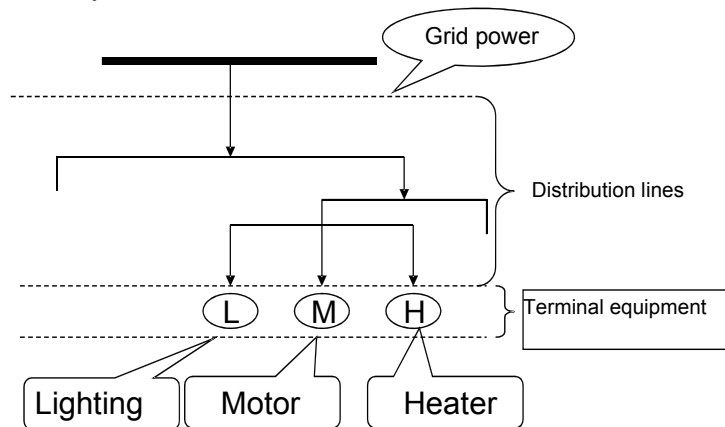 Grid power
Distribution lines
L M H
Terminal equipment
Lighting Motor Heater